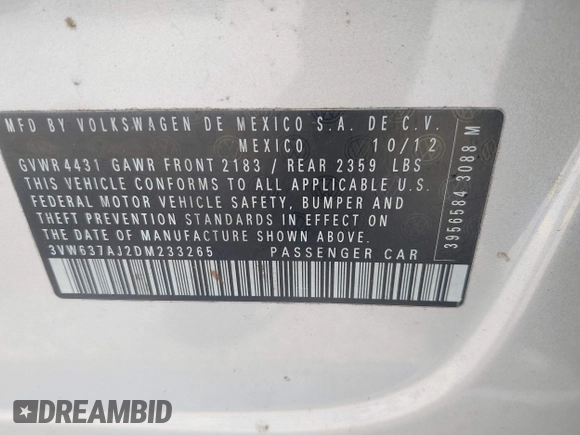 MFD BY VOLKSWAGEN DE MEXICO S.A. DE C.V.
MEXICO 10/12
GVWR 4431 GAWR FRONT 2183 / REAR 2359 LBS
THIS VEHICLE CONFORMS TO ALL APPLICABLE U.S.
FEDERAL MOTOR VEHICLE SAFETY, BUMPER AND
THEFT PREVENTION STANDARDS IN EFFECT ON
THE DATE OF MANUFACTURE SHOWN ABOVE.
3VW637AJ2DM233265 PASSENGER CAR
3956584 3088 M
DREAMBID